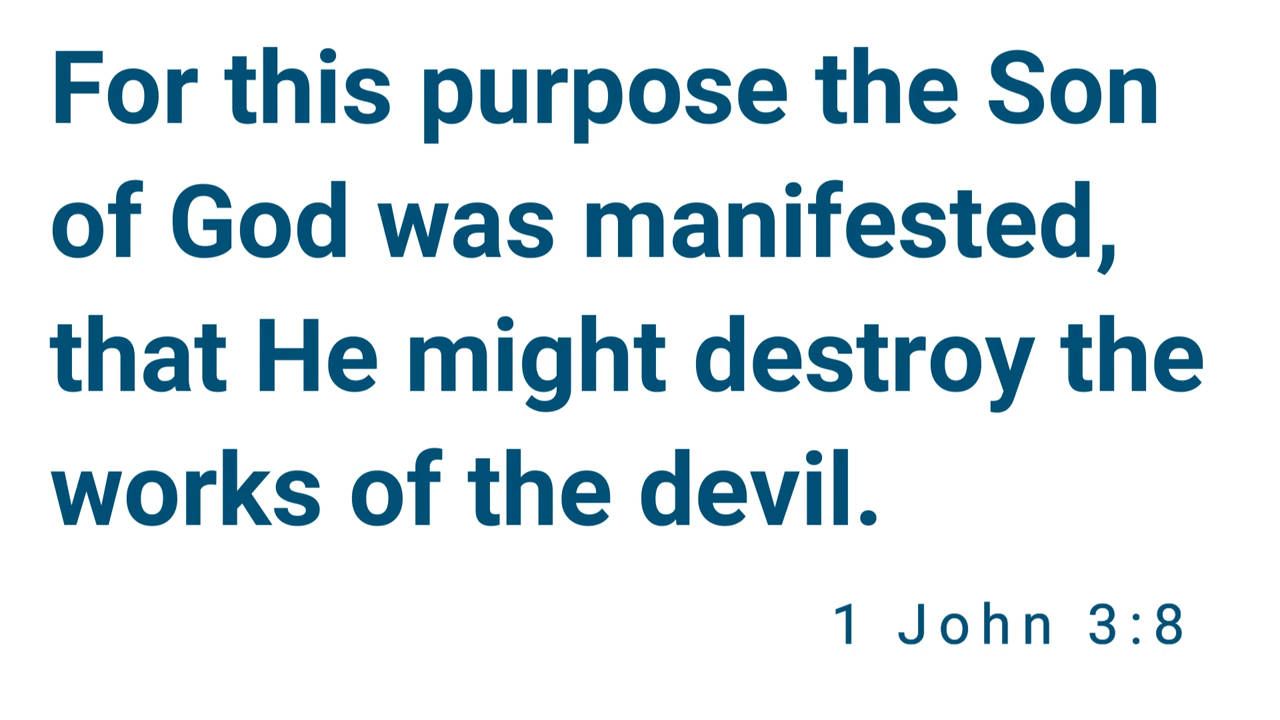 For this purpose the Son
of God was manifested,
that He might destroy the
works of the devil.
1 John 3:8